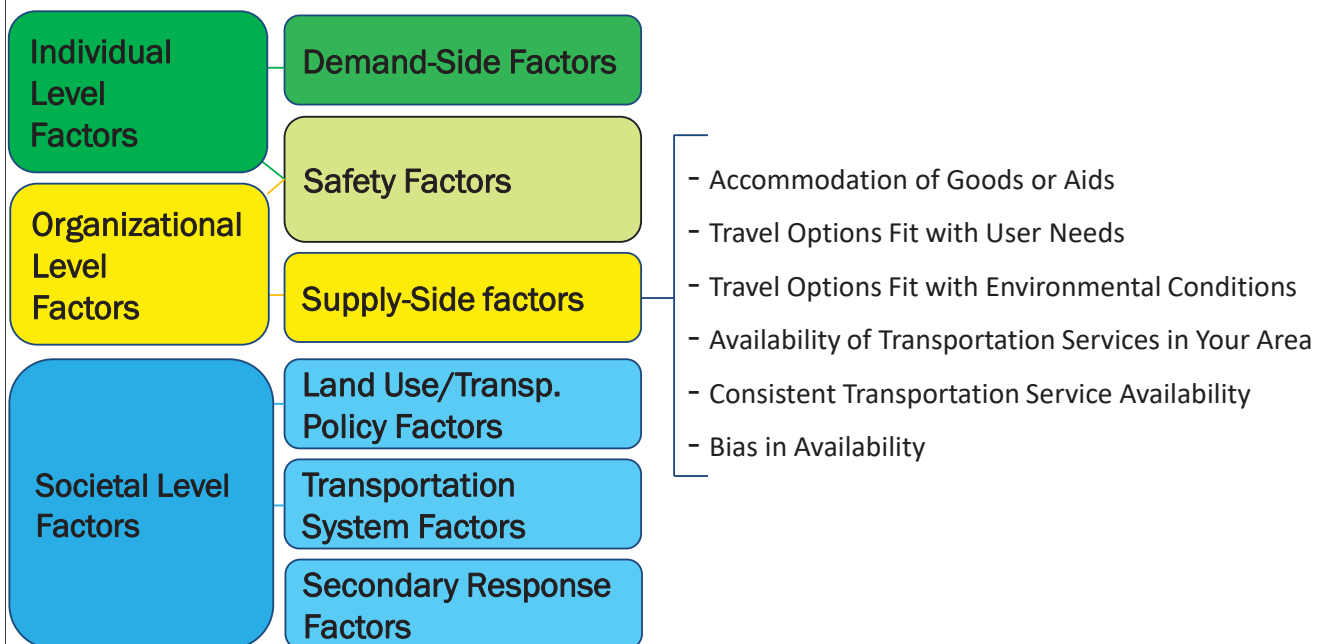 Individual
Level
Factors
Demand-Side Factors
Safety Factors
Organizational
Level
Factors
Supply-Side factors
- Accommodation of Goods or Aids
- Travel Options Fit with User Needs
- Travel Options Fit with Environmental Conditions
- Availability of Transportation Services in Your Area
- Consistent Transportation Service Availability
- Bias in Availability
Societal Level
Factors
Land Use/Transp.
Policy Factors
Transportation
System Factors
Secondary Response
Factors